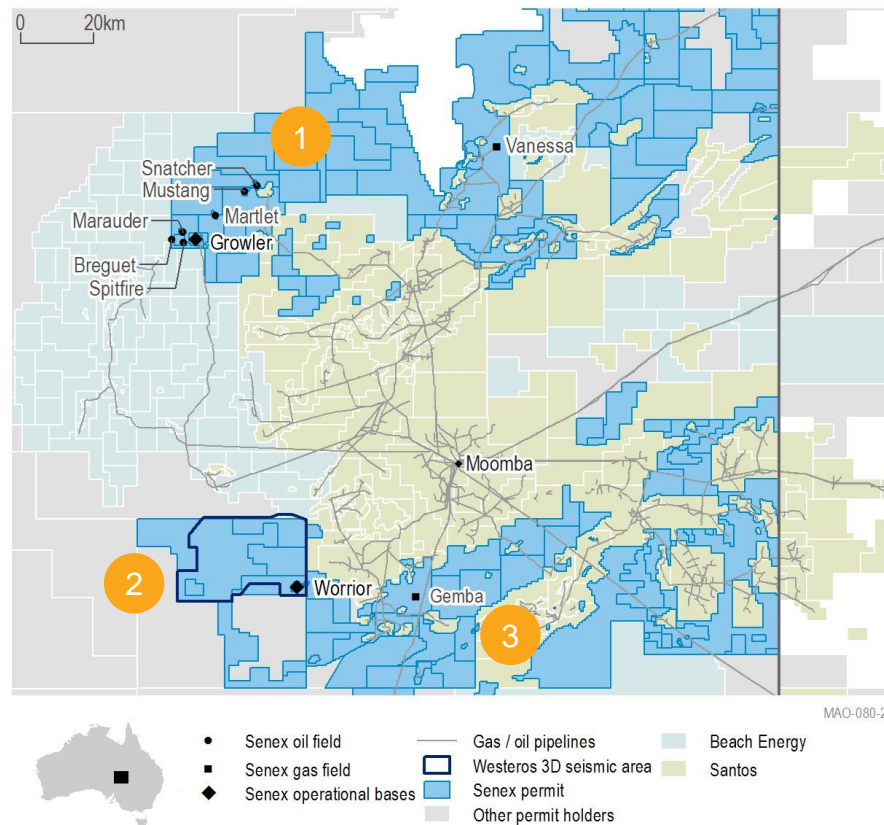 0 20km
1
Snatcher
Mustang
Vanessa
Marauder
Martlet
Growler
Breguet
Spitfire
Moomba
2
Worrior
Gemba
3
MAO-080-2
Senex oil field
Senex gas field
Senex operational bases
Gas / oil pipelines
Westeros 3D seismic area
Senex permit
Other permit holders
Beach Energy
Santos